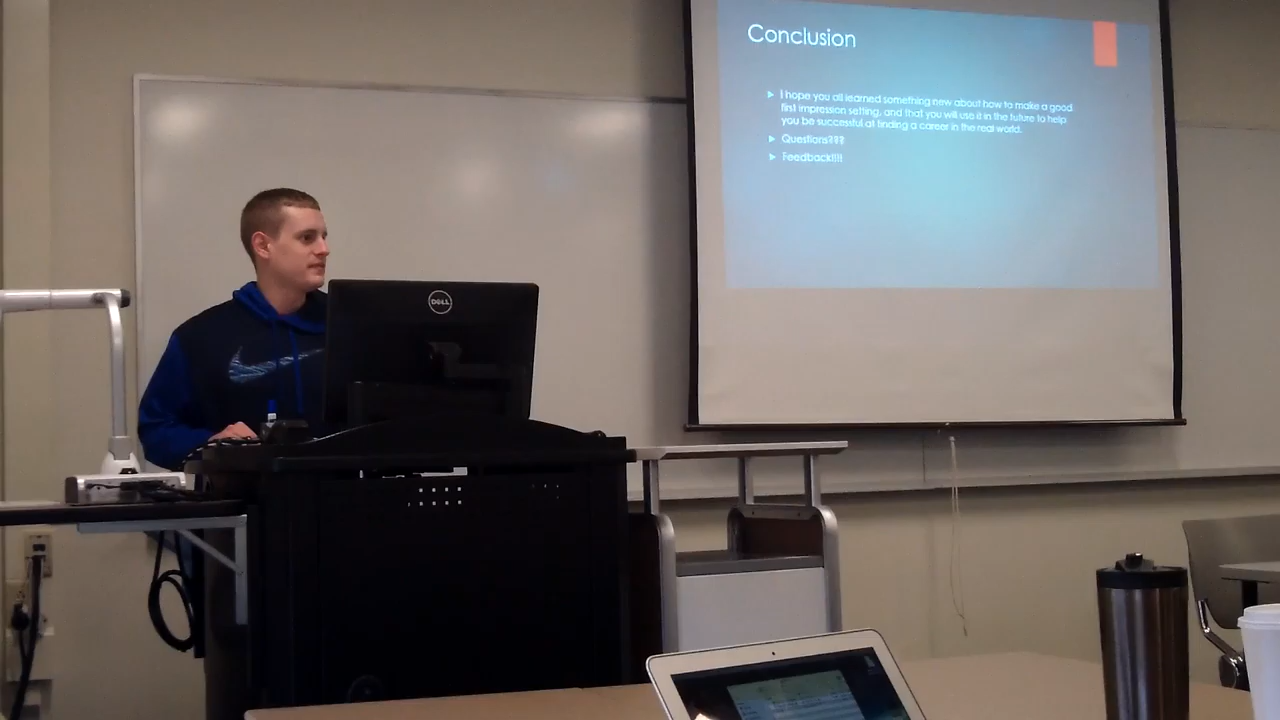 Conclusion
I hope you all learned something new about how to make a good
first impression setting, and that you will use it in the future to help
you be successful at finding a career in the real world.
Questions???
Feedback!!!!
DELL